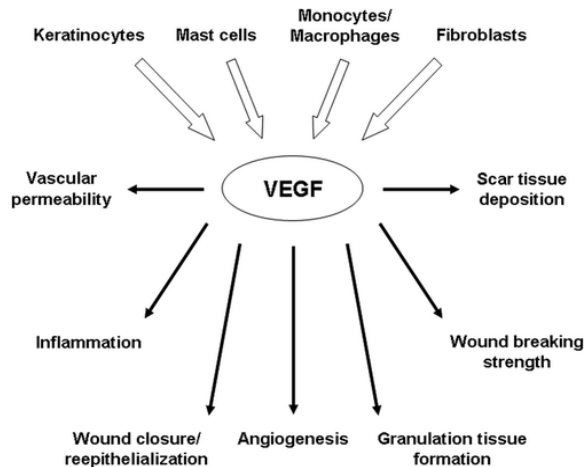 Keratinocytes
Mast cells
Monocytes/
Macrophages
Fibroblasts
Vascular
permeability
VEGF
Scar tissue
deposition
Inflammation
Wound breaking
strength
Wound closure/
reepithelialization
Angiogenesis
Granulation tissue
formation